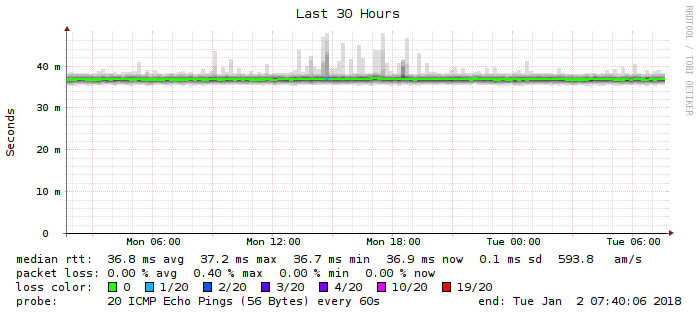 Last 30 Hours
RRDTOOL / TOBI OETIKER
Seconds
40 m
30 m
20 m
10 m
0
Mon 06:00 Mon 12:00 Mon 18:00 Tue 00:00 Tue 06:00
median rtt: 36.8 ms avg 37.2 ms max 36.7 ms min 36.9 ms now 0.1 ms sd 593.8 am/s
packet loss: 0.00 % avg 0.40 % max 0.00 % min 0.00 % now
loss color: 0 1/20 2/20 3/20 4/20 10/20 19/20
probe: 20 ICMP Echo Pings (56 Bytes) every 60s end: Tue Jan 2 07:40:06 2018